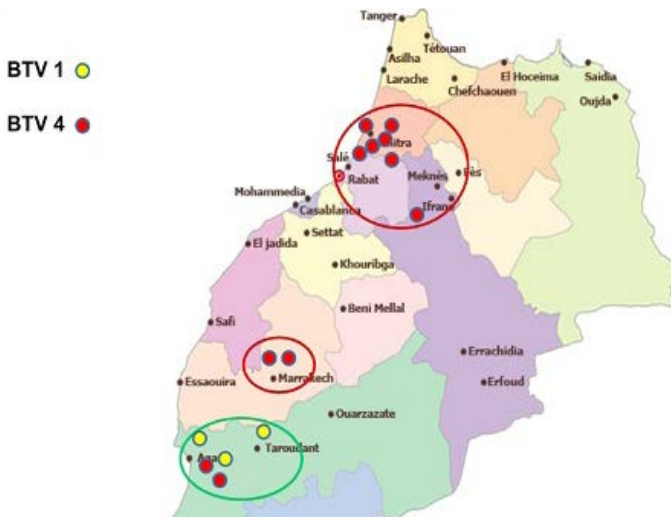 Tanger
Tétouan
BTV 1
Asilha
El Hoceima
Saidia
Larache
Chefchaouen
Oujda
BTV 4
Salé
Fès
Meknès
Rabat
Mohammedia
Ifrane
Casablanca
Settat
El jadida
Khouribga
Beni Mellal
Safi
Errachidia
Marrakech
Essaouira
Erfoud
Ouarzazate
Taroudant